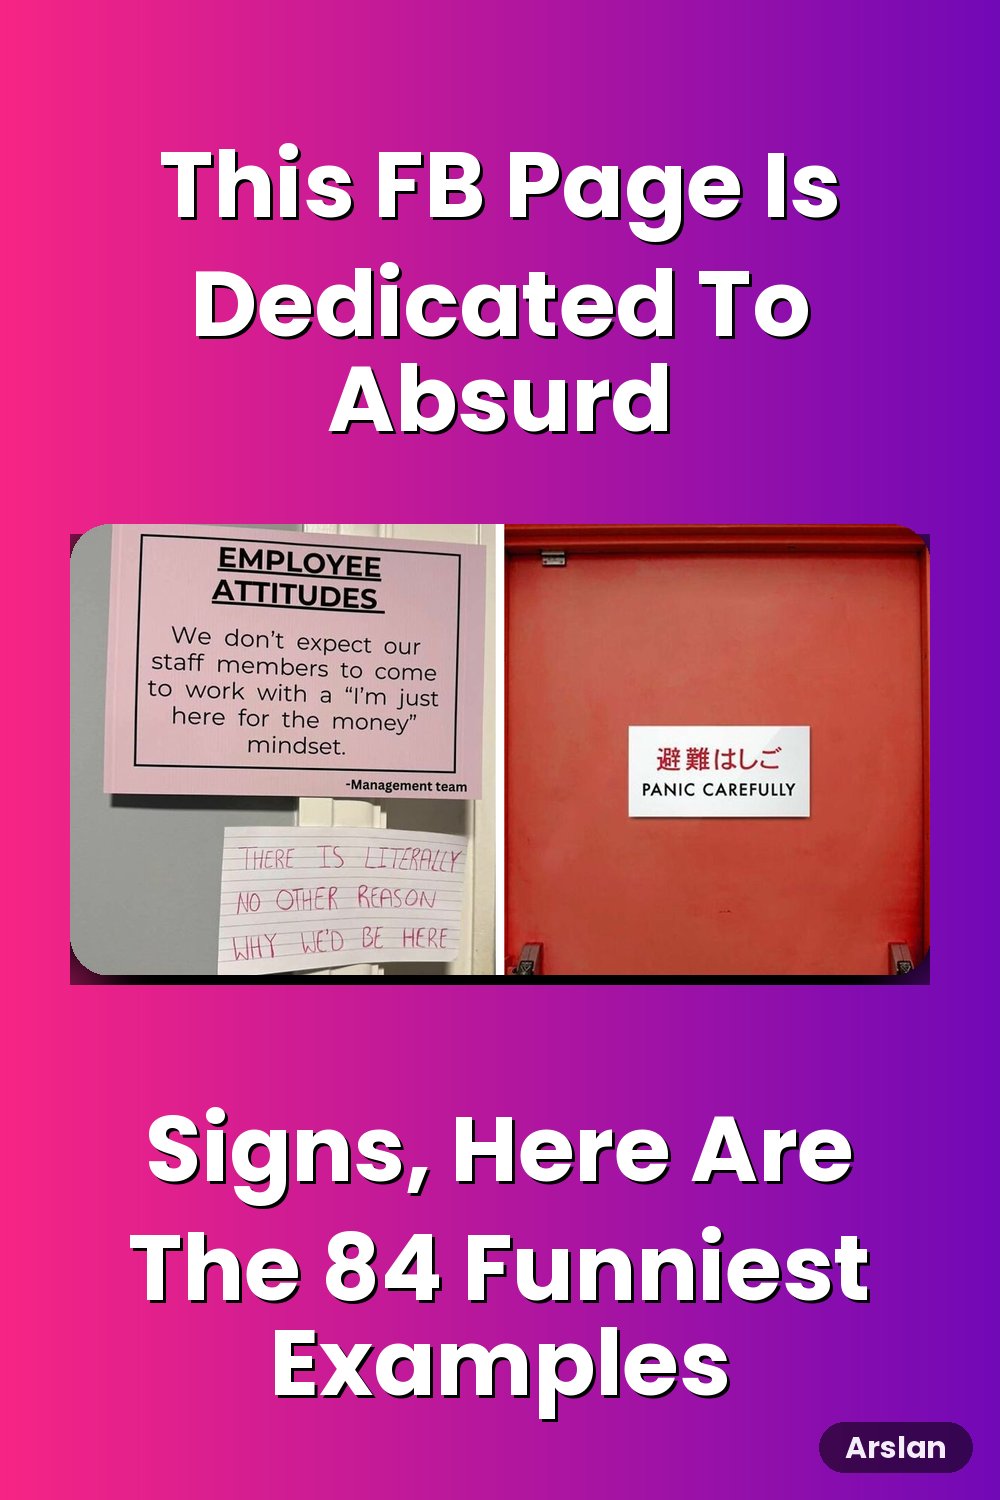 This FB Page Is
Dedicated To
Absurd
EMPLOYEE
ATTITUDES
We don’t expect our
staff members to come
to work with a “I’m just
here for the money”
mindset.
-Management team
THERE IS LITERALLY
NO OTHER REASON
WHY WE'D BE HERE
避難はしご
PANIC CAREFULLY
Signs, Here Are
The 84 Funniest
Examples
Arslan